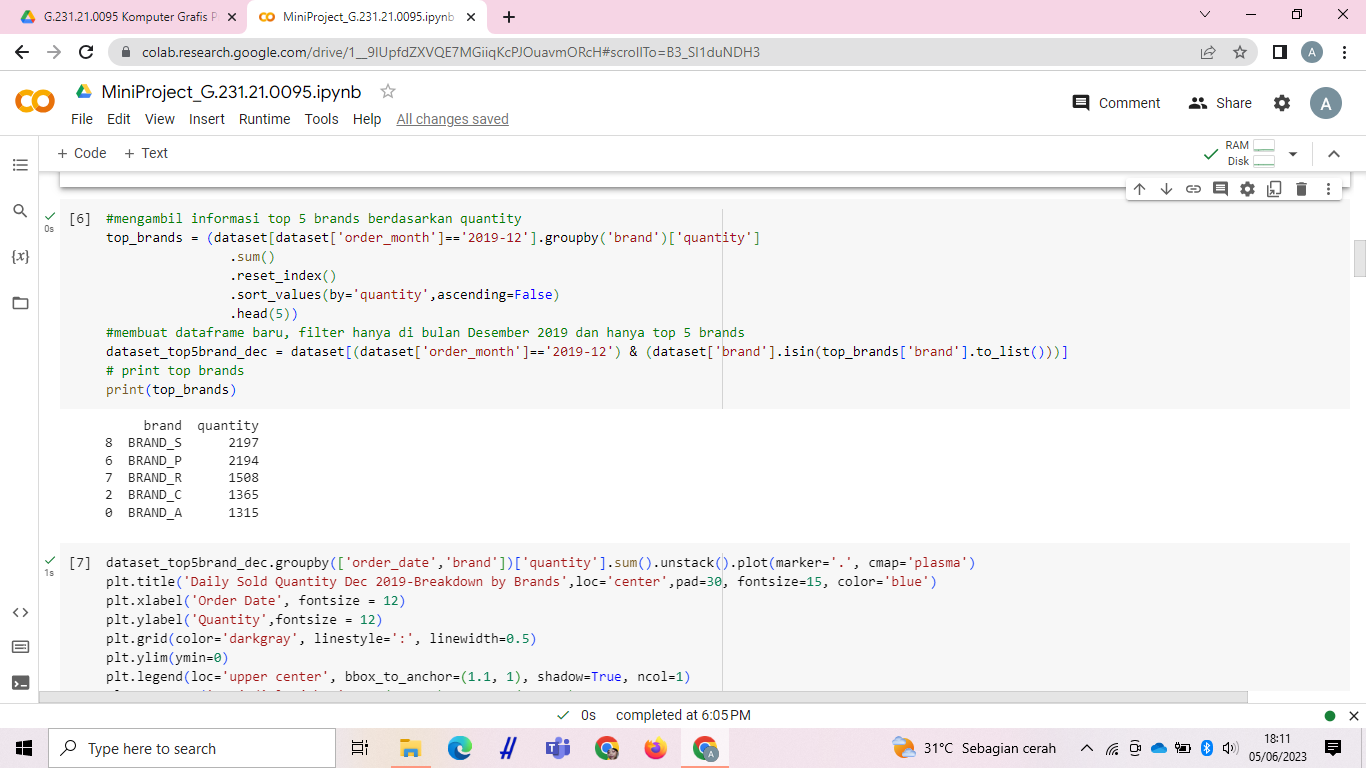 G.231.21.0095 Komputer Grafis P
MiniProject_G.231.21.0095.ipynb
colab.research.google.com/drive/1__9IUpfdZXVQE7MGiiqKcPJOuavmORcH#scrollTo=B3_SI1duNDH3
A
MiniProject_G.231.21.0095.ipynb
File Edit View Insert Runtime Tools Help All changes saved
Comment Share A
+ Code + Text
RAM
Disk
[6] #mengambil informasi top 5 brands berdasarkan quantity
0s
top_brands = (dataset[dataset['order_month']=='2019-12'].groupby('brand')['quantity']
.sum()
{x}
.reset_index()
.sort_values(by='quantity',ascending=False)
.head(5))
#membuat dataframe baru, filter hanya di bulan Desember 2019 dan hanya top 5 brands
dataset_top5brand_dec = dataset[(dataset['order_month']=='2019-12') & (dataset['brand'].isin(top_brands['brand'].to_list()))]
# print top brands
print(top_brands)
brand quantity
8 BRAND_S 2197
6 BRAND_P 2194
7 BRAND_R 1508
2 BRAND_C 1365
0 BRAND_A 1315
[7] dataset_top5brand_dec.groupby(['order_date','brand'])['quantity'].sum().unstack().plot(marker='.', cmap='plasma')
1s
plt.title('Daily Sold Quantity Dec 2019-Breakdown by Brands',loc='center',pad=30, fontsize=15, color='blue')
plt.xlabel('Order Date', fontsize = 12)
plt.ylabel('Quantity',fontsize = 12)
plt.grid(color='darkgray', linestyle=':', linewidth=0.5)
plt.ylim(ymin=0)
plt.legend(loc='upper center', bbox_to_anchor=(1.1, 1), shadow=True, ncol=1)
0s completed at 6:05 PM
Type here to search
A
31°C Sebagian cerah
18:11
05/06/2023